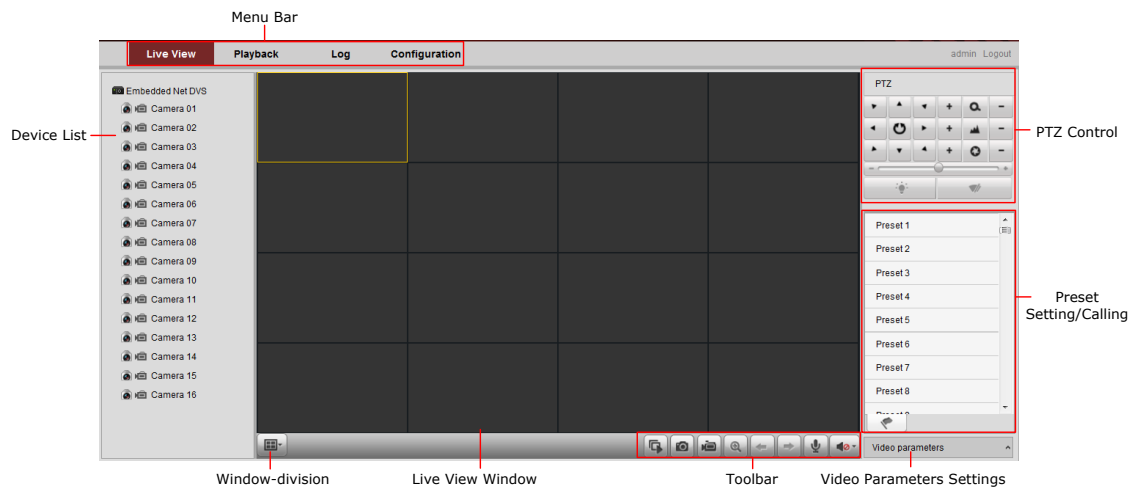 Menu Bar
Live View Playback Log Configuration admin Logout
Embedded Net DVS
Camera 01
Camera 02
Camera 03
Camera 04
Camera 05
Camera 06
Camera 07
Camera 08
Camera 09
Camera 10
Camera 11
Camera 12
Camera 13
Camera 14
Camera 15
Camera 16
Device List
PTZ
PTZ Control
Preset 1
Preset 2
Preset 3
Preset 4
Preset 5
Preset 6
Preset 7
Preset 8
Preset
Setting/Calling
Video parameters
Window-division Live View Window Toolbar Video Parameters Settings